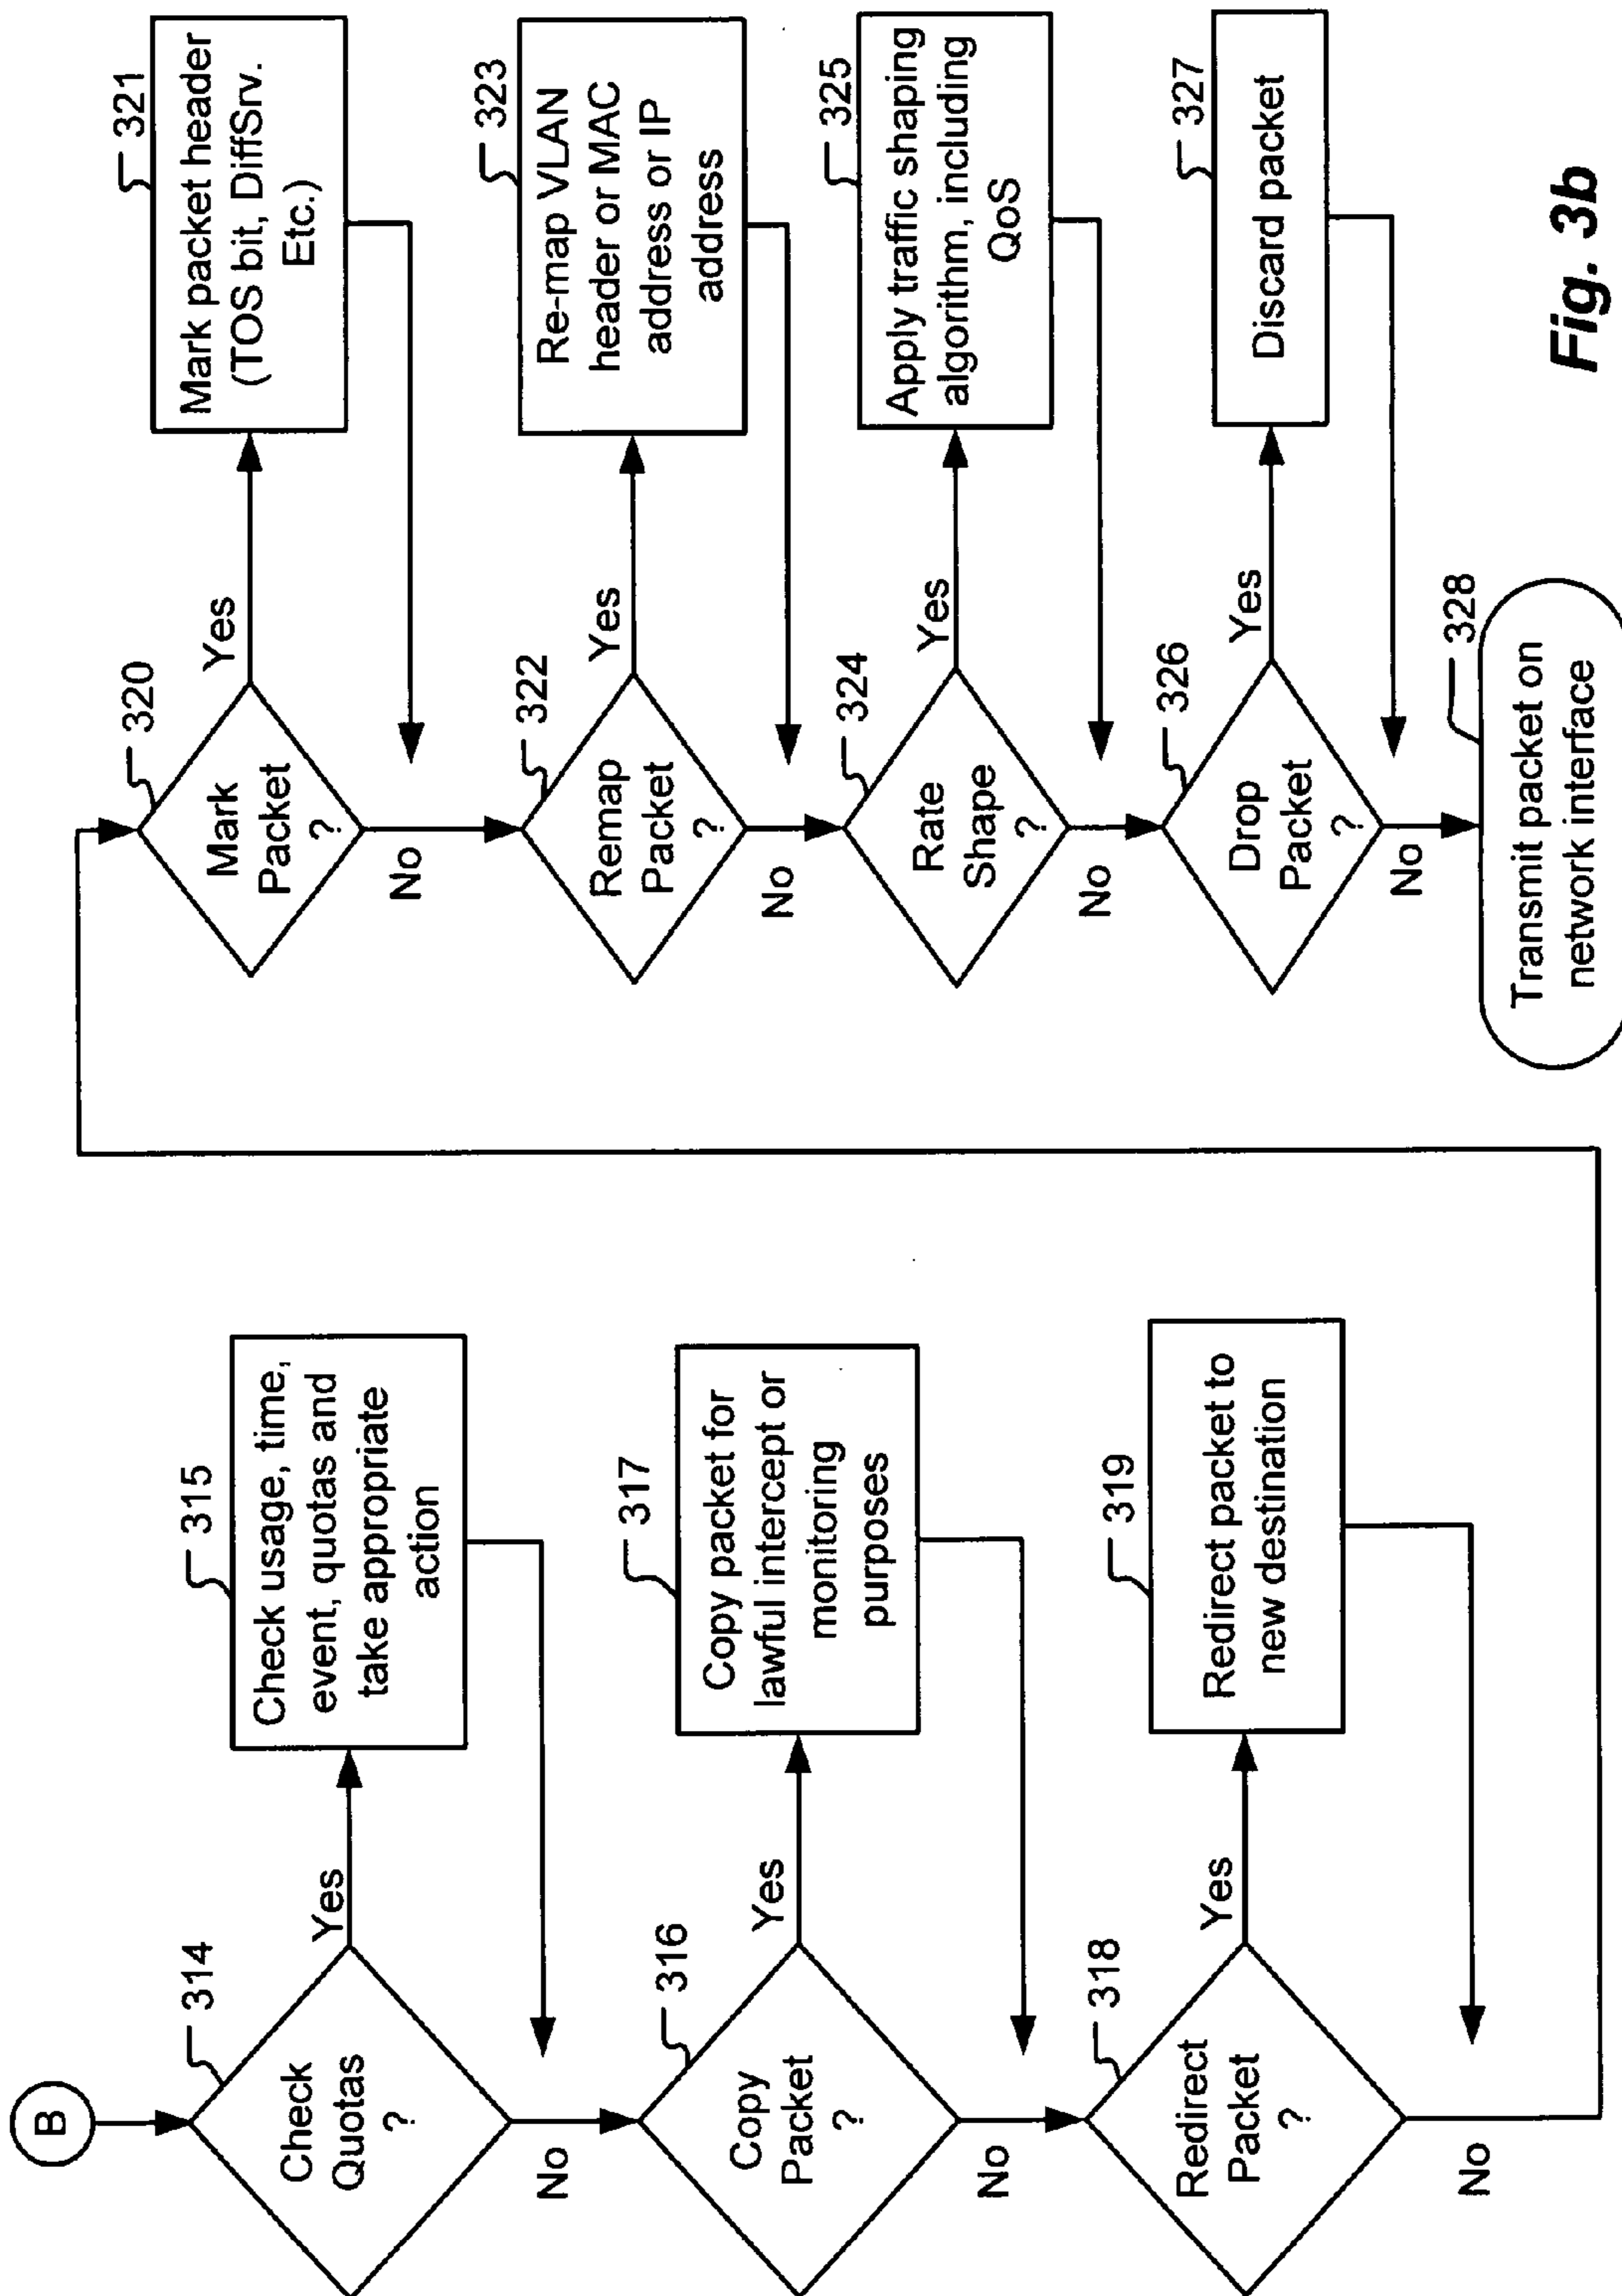 B
314
Check
Quotas
?
Yes
315
Check usage, time,
event, quotas and
take appropriate
action
No
316
Copy
Packet
?
Yes
317
Copy packet for
lawful intercept or
monitoring
purposes
No
318
Redirect
Packet
?
Yes
319
Redirect packet to
new destination
No
320
Mark
Packet
?
Yes
321
Mark packet header
(TOS bit, DiffSrv.
Etc.)
No
322
Remap
Packet
?
Yes
323
Re-map VLAN
header or MAC
address or IP
address
No
324
Rate
Shape
?
Yes
325
Apply traffic shaping
algorithm, including
QoS
No
326
Drop
Packet
?
Yes
327
Discard packet
No
328
Transmit packet on
network interface
Fig. 3b